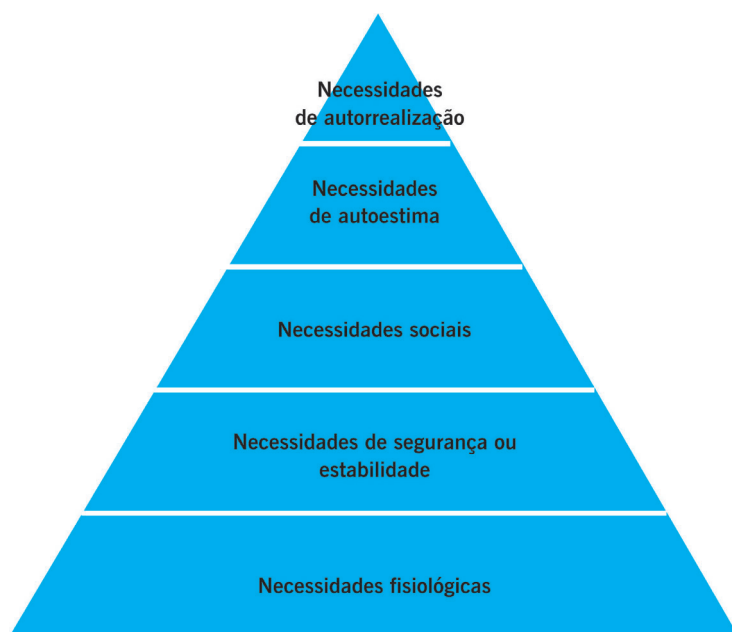 Necessidades
de autorrealização
Necessidades
de autoestima
Necessidades sociais
Necessidades de segurança ou
estabilidade
Necessidades fisiológicas